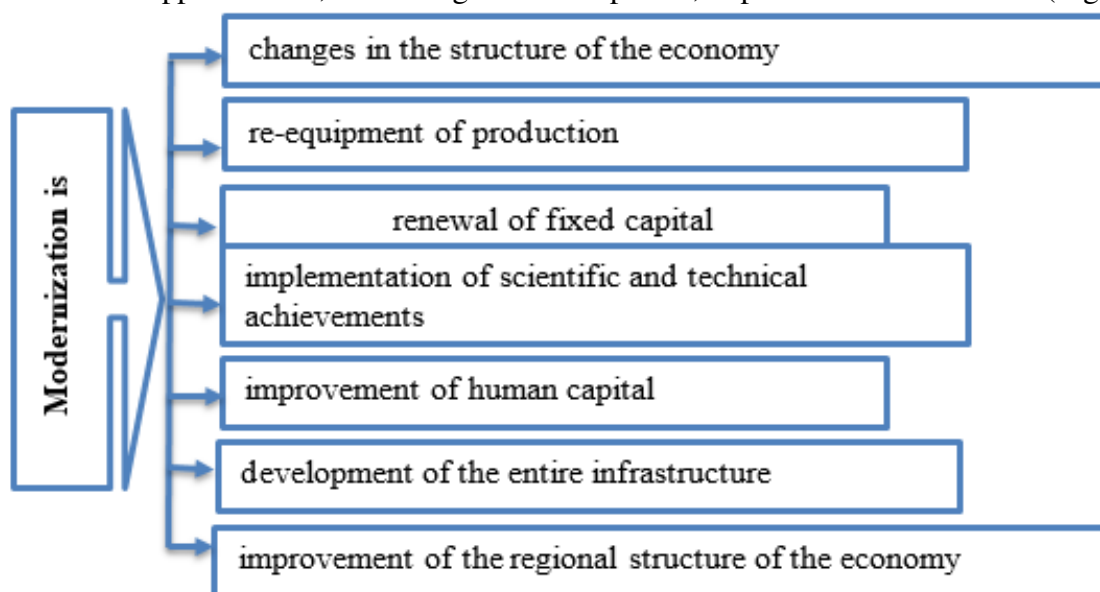 Modernization is
changes in the structure of the economy
re-equipment of production
renewal of fixed capital
implementation of scientific and technical
achievements
improvement of human capital
development of the entire infrastructure
improvement of the regional structure of the economy